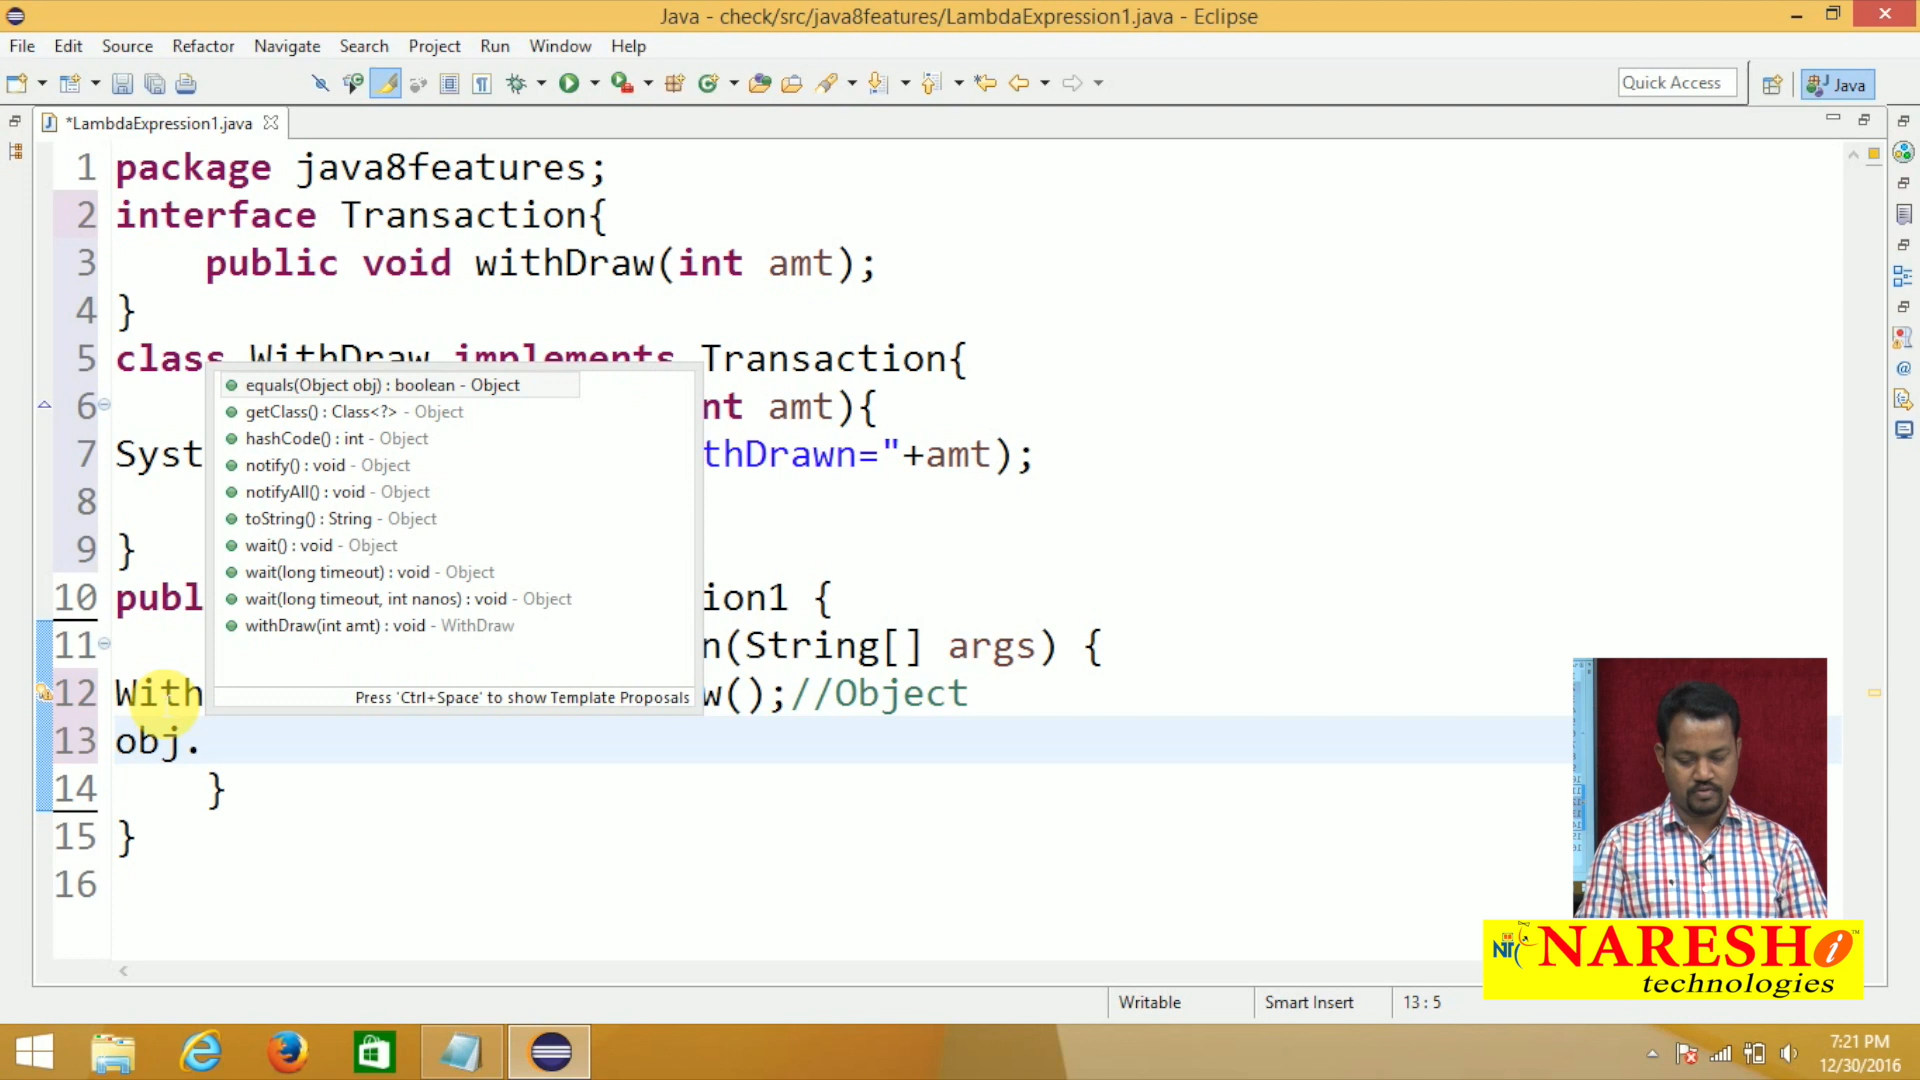 Java - check/src/java8features/LambdaExpression1.java - Eclipse
File Edit Source Refactor Navigate Search Project Run Window Help
Quick Access
Java
*LambdaExpression1.java
1 package java8features;
2 interface Transaction{
3 public void withDraw(int amt);
4 }
5 class WithDraw implements Transaction{
6 nt amt){
7 Syst thDrawn="+amt);
8
9 }
10 publ ion1 {
11 n(String[] args) {
12 With w();//Object
13 obj.
14 }
15 }
16
equals(Object obj) : boolean - Object
getClass() : Class<?> - Object
hashCode() : int - Object
notify() : void - Object
notifyAll() : void - Object
toString() : String - Object
wait() : void - Object
wait(long timeout) : void - Object
wait(long timeout, int nanos) : void - Object
withDraw(int amt) : void - WithDraw
Press 'Ctrl+Space' to show Template Proposals
NARESH i
technologies
Writable Smart Insert 13 : 5
7:21 PM
12/30/2016